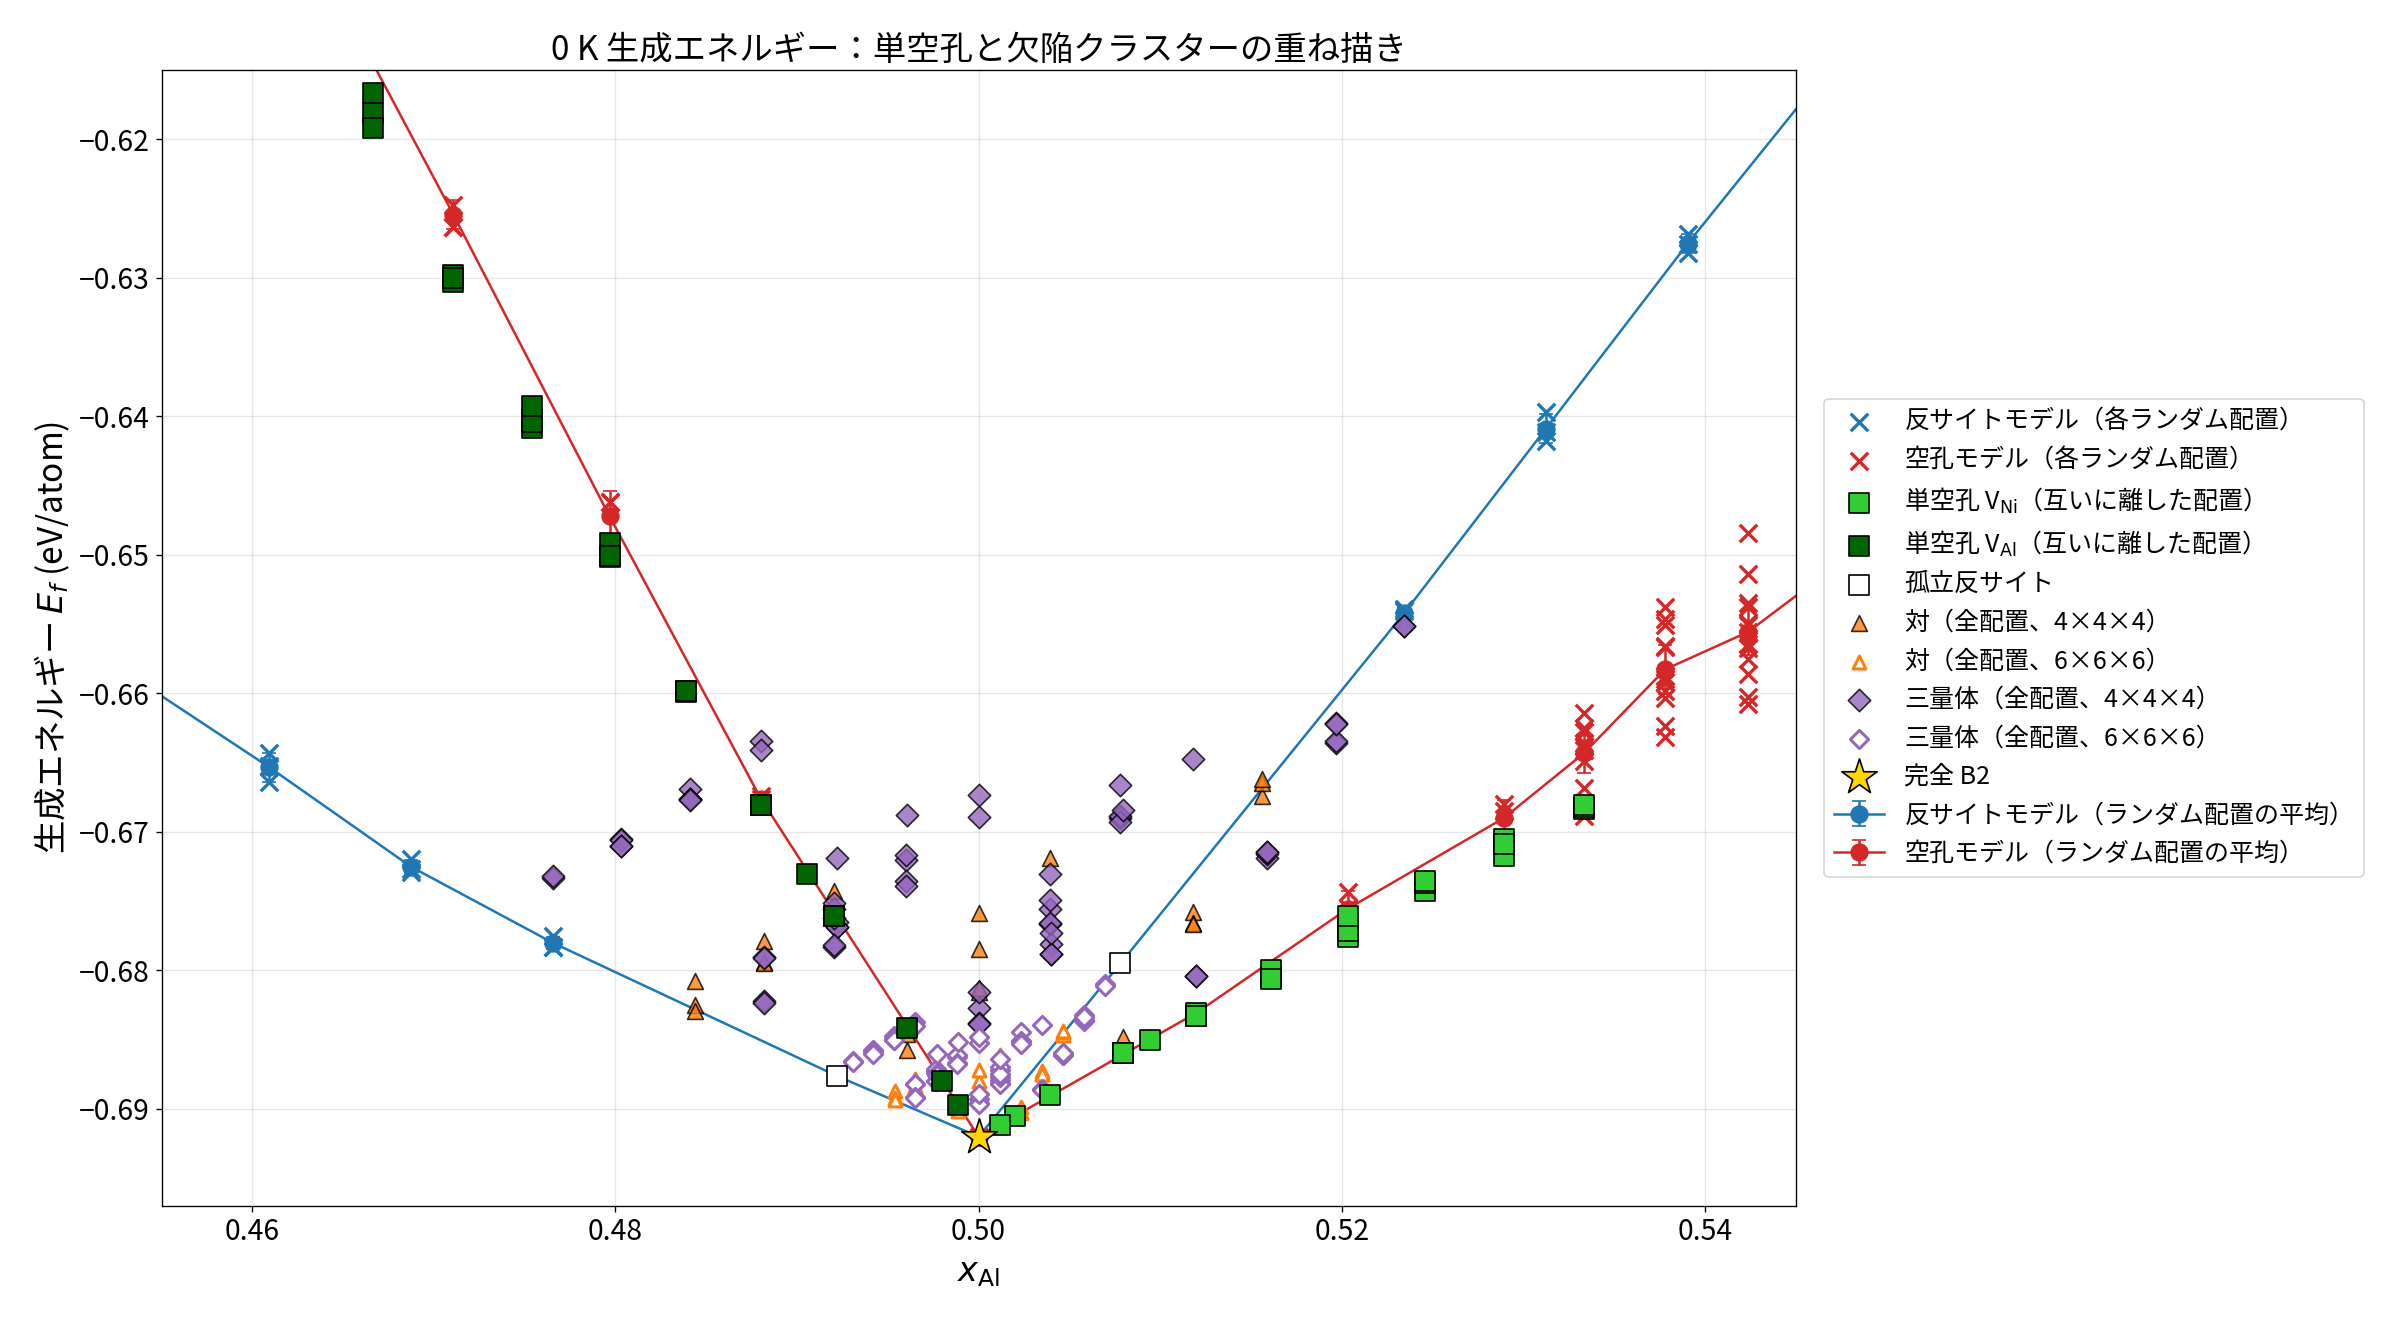 0 K 生成エネルギー：単空孔と欠陥クラスターの重ね描き
生成エネルギー E_f (eV/atom)
−0.62
−0.63
−0.64
−0.65
−0.66
−0.67
−0.68
−0.69
0.46
0.48
0.50
0.52
0.54
x_Al
反サイトモデル（各ランダム配置）
空孔モデル（各ランダム配置）
単空孔 V_Ni（互いに離した配置）
単空孔 V_Al（互いに離した配置）
孤立反サイト
対（全配置、4×4×4）
対（全配置、6×6×6）
三量体（全配置、4×4×4）
三量体（全配置、6×6×6）
完全 B2
反サイトモデル（ランダム配置の平均）
空孔モデル（ランダム配置の平均）